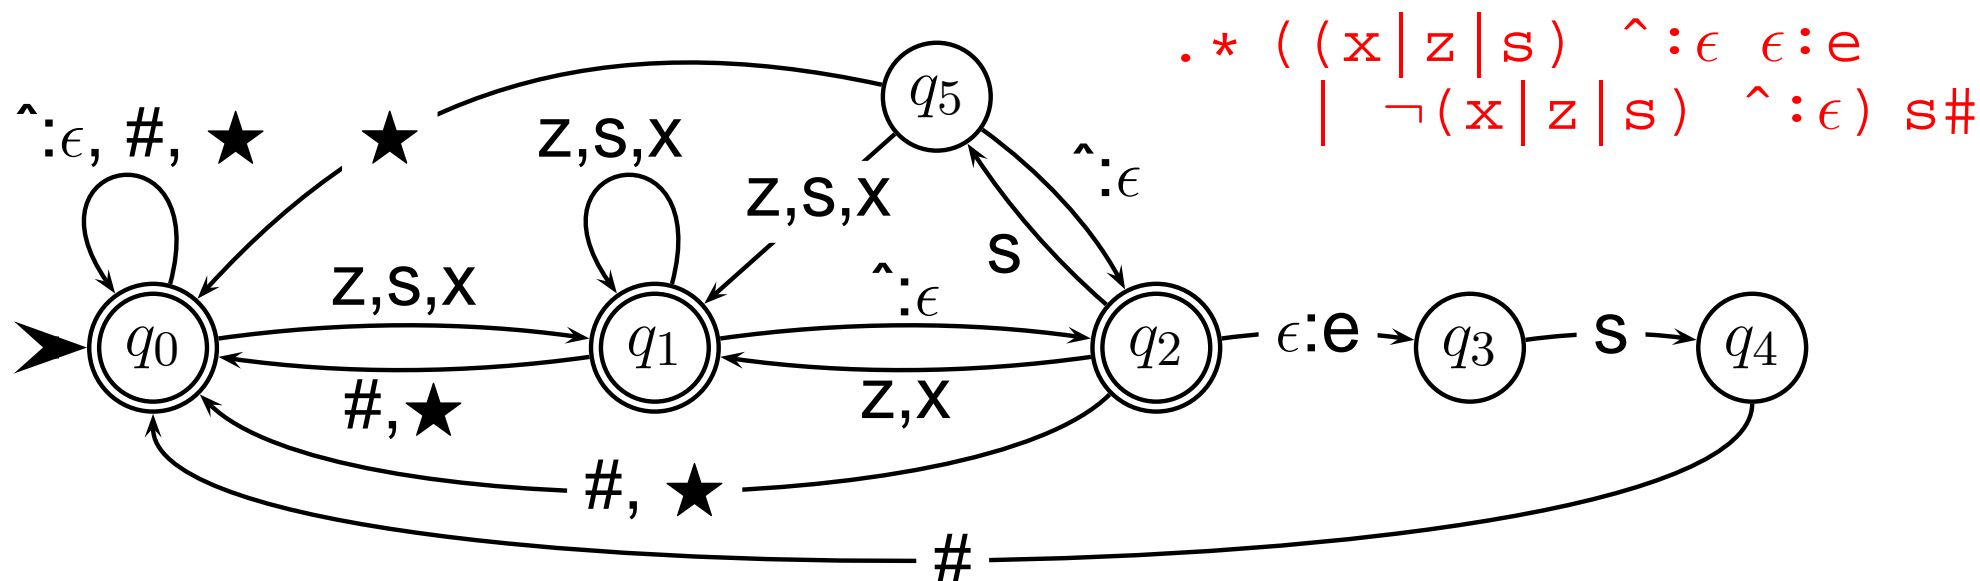 .* ((x|z|s) ^:ϵ ϵ:e
| ¬(x|z|s) ^:ϵ) s#
q5
^:ϵ, #, ★
★
z,s,x
^:ϵ
z,s,x
s
z,s,x
^:ϵ
q0
q1
q2
ϵ:e
q3
s
q4
#,★
z,x
#, ★
#